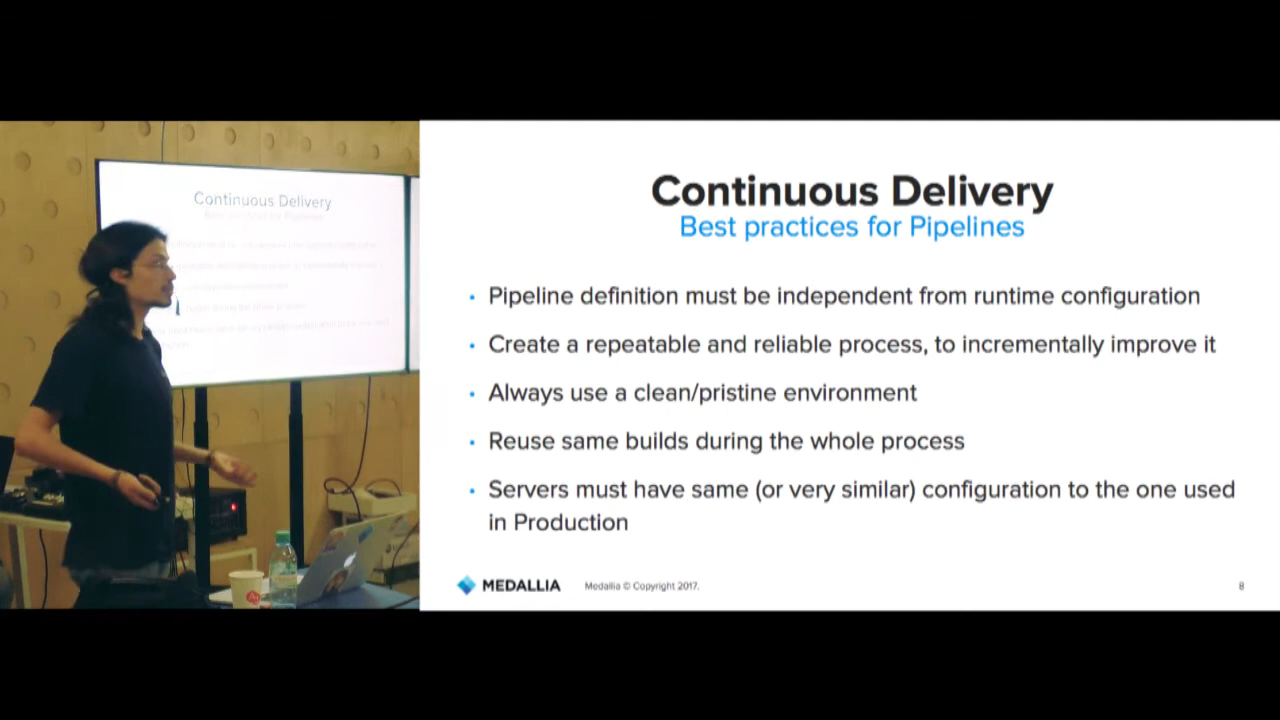 Continuous Delivery
Continuous Delivery
Best practices for Pipelines
• Pipeline definition must be independent from runtime configuration
• Create a repeatable and reliable process, to incrementally improve it
• Always use a clean/pristine environment
• Reuse same builds during the whole process
• Servers must have same (or very similar) configuration to the one used
in Production
MEDALLIA
Medallia © Copyright 2017.
8